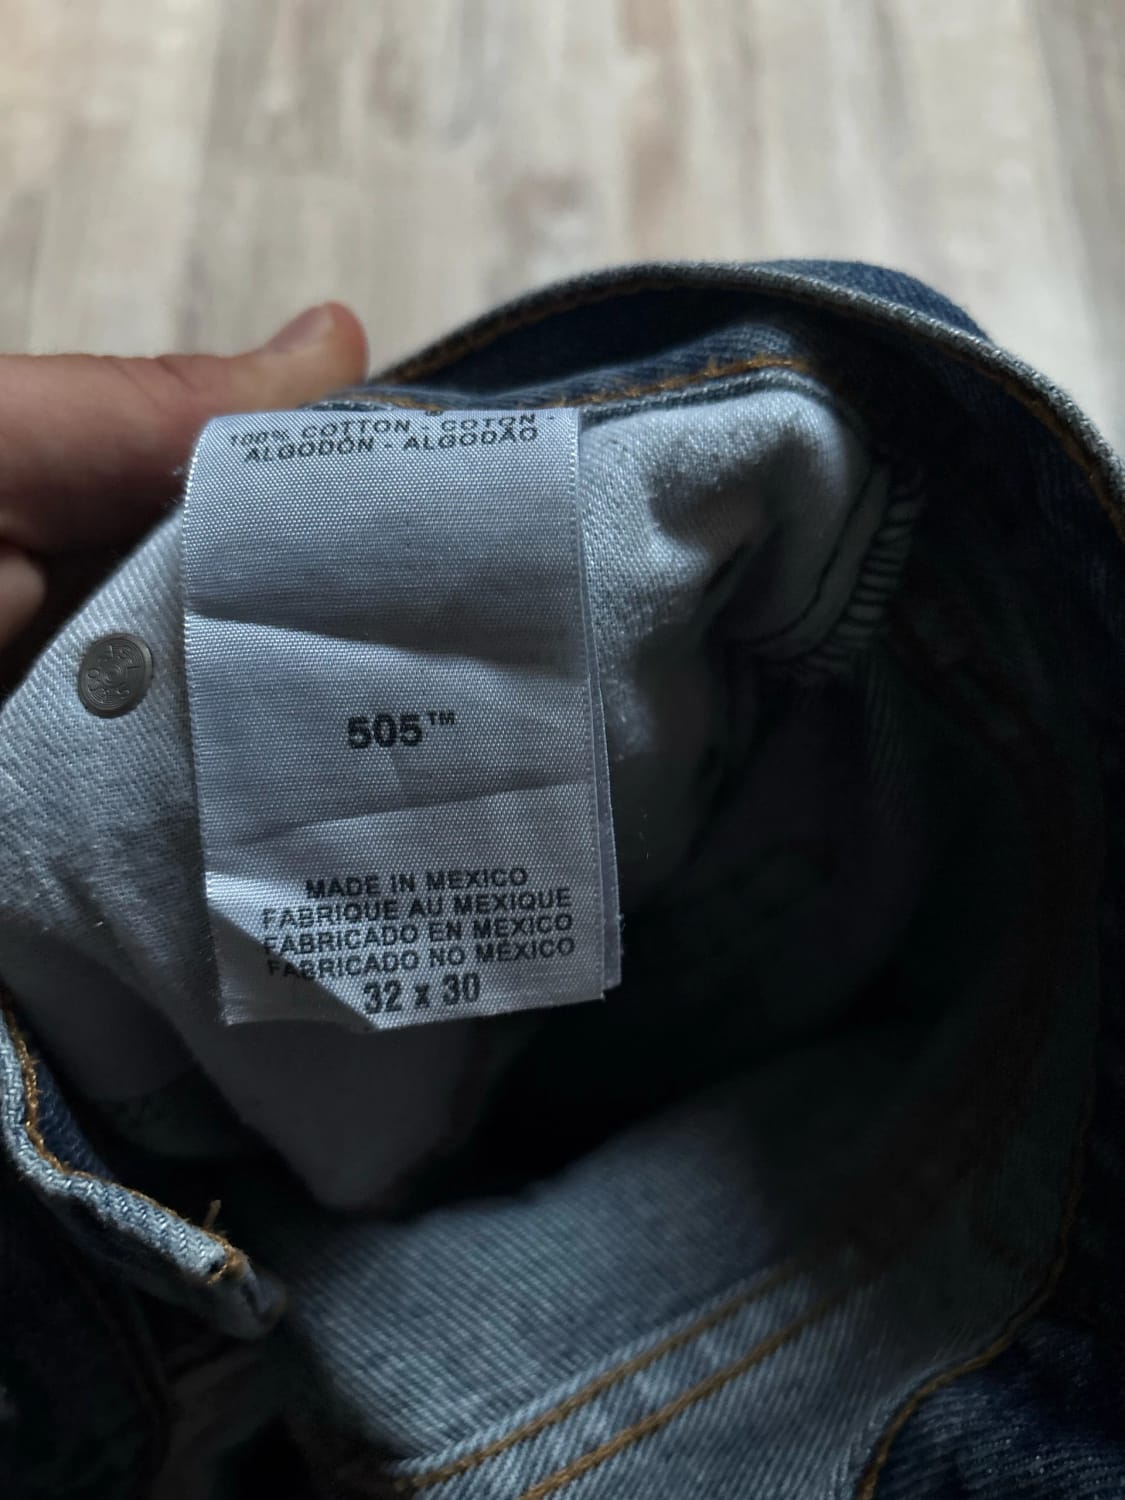 100% COTTON - COTON -
ALGODÓN - ALGODÃO
505™
MADE IN MEXICO
FABRIQUE AU MEXIQUE
FABRICADO EN MEXICO
FABRICADO NO MEXICO
32 x 30